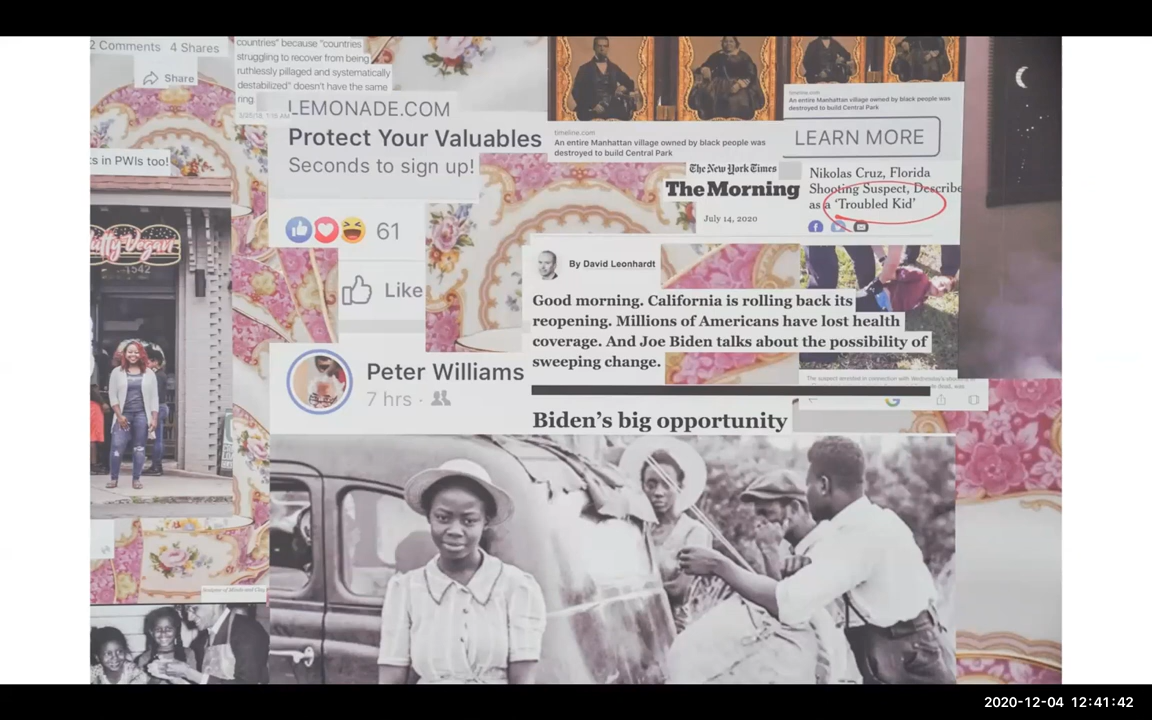 2 Comments 4 Shares
Share
countries" because "countries
struggling to recover from being
ruthlessly pillaged and systematically
destabilized" doesn't have the same
ring
LEMONADE.COM
Protect Your Valuables
Seconds to sign up!
timeline.com
An entire Manhattan village owned by black people was
destroyed to build Central Park
timeline.com
An entire Manhattan village owned by black people was
destroyed to build Central Park
LEARN MORE
in PWIs too!
The New York Times
The Morning
July 14, 2020
Nikolas Cruz, Florida
Shooting Suspect, Describe
as a 'Troubled Kid'
61
Like
1542
By David Leonhardt
Good morning. California is rolling back its
reopening. Millions of Americans have lost health
coverage. And Joe Biden talks about the possibility of
sweeping change.
Peter Williams
7 hrs ·
Biden's big opportunity
2020-12-04 12:41:42